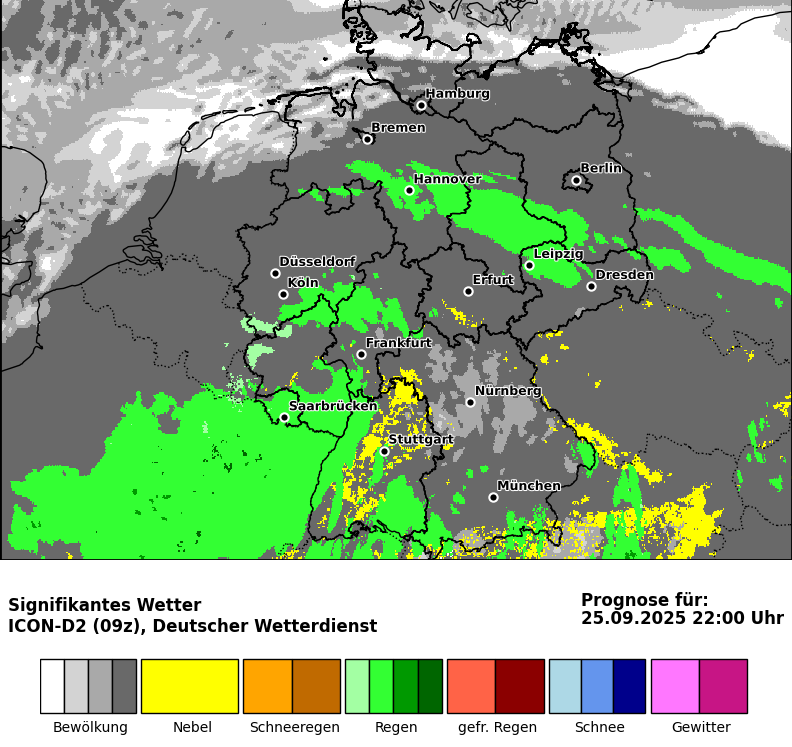 Hamburg
Bremen
Berlin
Hannover
Leipzig
Düsseldorf
Dresden
Köln
Erfurt
Frankfurt
Nürnberg
Saarbrücken
Stuttgart
München
Signifikantes Wetter
ICON-D2 (09z), Deutscher Wetterdienst
Prognose für:
25.09.2025 22:00 Uhr
Bewölkung
Nebel
Schneeregen
Regen
gefr. Regen
Schnee
Gewitter